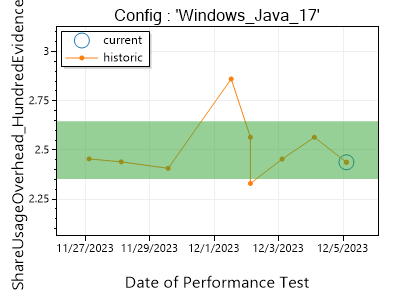 Config : 'Windows_Java_17'
current
historic
ShareUsageOverhead_HundredEvidence
3
2.75
2.5
2.25
11/27/2023 11/29/2023 12/1/2023 12/3/2023 12/5/2023
Date of Performance Test